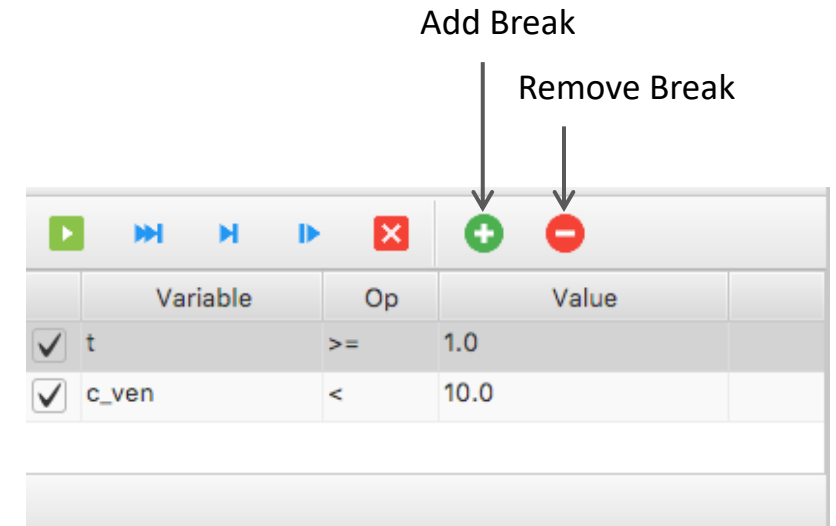 Add Break
Remove Break
Variable Op Value
t >= 1.0
c_ven < 10.0